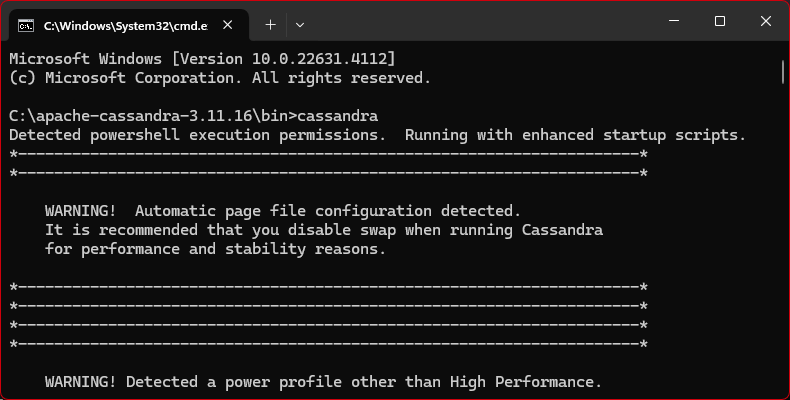 C:\Windows\System32\cmd.e
Microsoft Windows [Version 10.0.22631.4112]
(c) Microsoft Corporation. All rights reserved.
C:\apache-cassandra-3.11.16\bin>cassandra
Detected powershell execution permissions.  Running with enhanced startup scripts.
*---------------------------------------------------------------------*
*---------------------------------------------------------------------*
WARNING!  Automatic page file configuration detected.
It is recommended that you disable swap when running Cassandra
for performance and stability reasons.
*---------------------------------------------------------------------*
*---------------------------------------------------------------------*
*---------------------------------------------------------------------*
*---------------------------------------------------------------------*
WARNING! Detected a power profile other than High Performance.